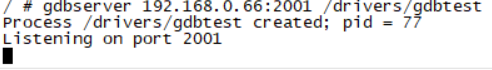 / # gdbserver 192.168.0.66:2001 /drivers/gdbtest
Process /drivers/gdbtest created; pid = 77
Listening on port 2001